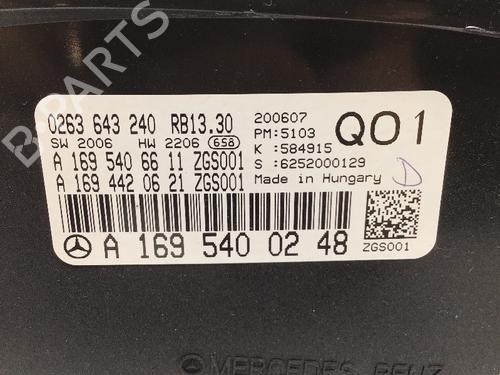 0263 643 240 RB13.30
SW 2006 HW 2206 6S8
A 169 540 66 11 ZGS001
A 169 442 06 21 ZGS001
A 169 540 02 48
200607
PM:5103
K : 584915
S : 6252000129
Q01
Made in Hungary
D
ZGS001
MERCEDES-BENZ
B-PARTS